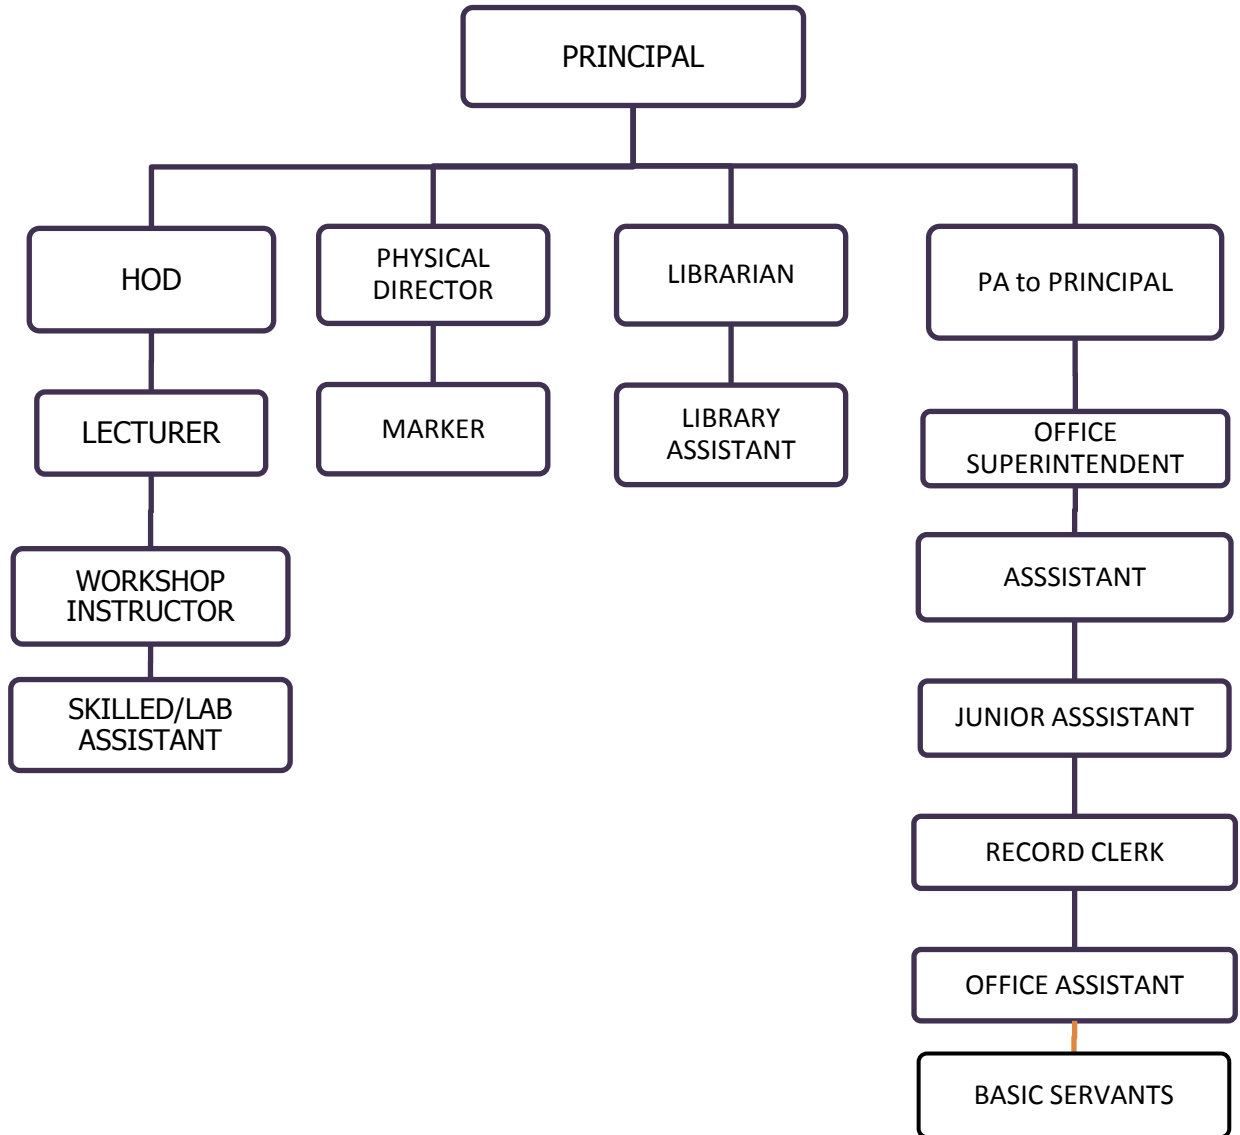 PRINCIPAL
HOD
PHYSICAL
DIRECTOR
LIBRARIAN
PA to PRINCIPAL
LECTURER
MARKER
LIBRARY
ASSISTANT
OFFICE
SUPERINTENDENT
WORKSHOP
INSTRUCTOR
ASSSISTANT
SKILLED/LAB
ASSISTANT
JUNIOR ASSSISTANT
RECORD CLERK
OFFICE ASSISTANT
BASIC SERVANTS